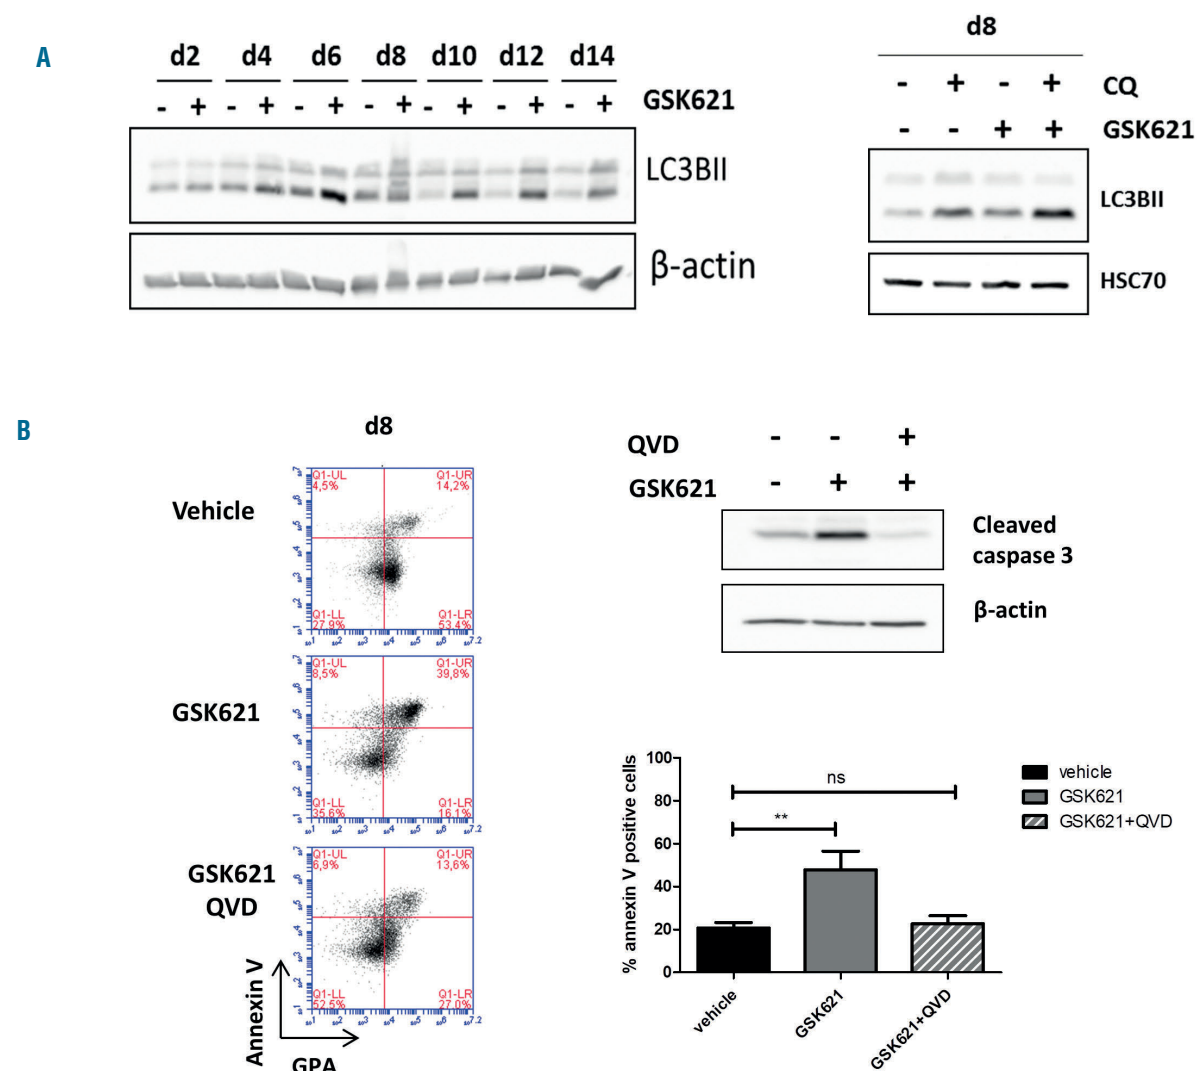 A
d2 d4 d6 d8 d10 d12 d14
- + - + - + - + - + - + - + GSK621
LC3BII
β-actin
d8
- + - + CQ
- - + + GSK621
LC3BII
HSC70
B
d8
Vehicle
Q1-UL Q1-UR
4,5% 14,2%
Q1-LL Q1-LR
27.9% 53.4%
GSK621
Q1-UL Q1-UR
8,5% 39,8%
Q1-LL Q1-LR
35.6% 16.1%
GSK621
QVD
Q1-UL Q1-UR
6,9% 13,6%
Q1-LL Q1-LR
52.5% 27.0%
Annexin V
GPA
QVD - - +
GSK621 - + +
Cleaved
caspase 3
β-actin
% annexin V positive cells
100
80
60
40
20
0
ns
**
vehicle
GSK621
GSK621+QVD
vehicle
GSK621
GSK621+QVD